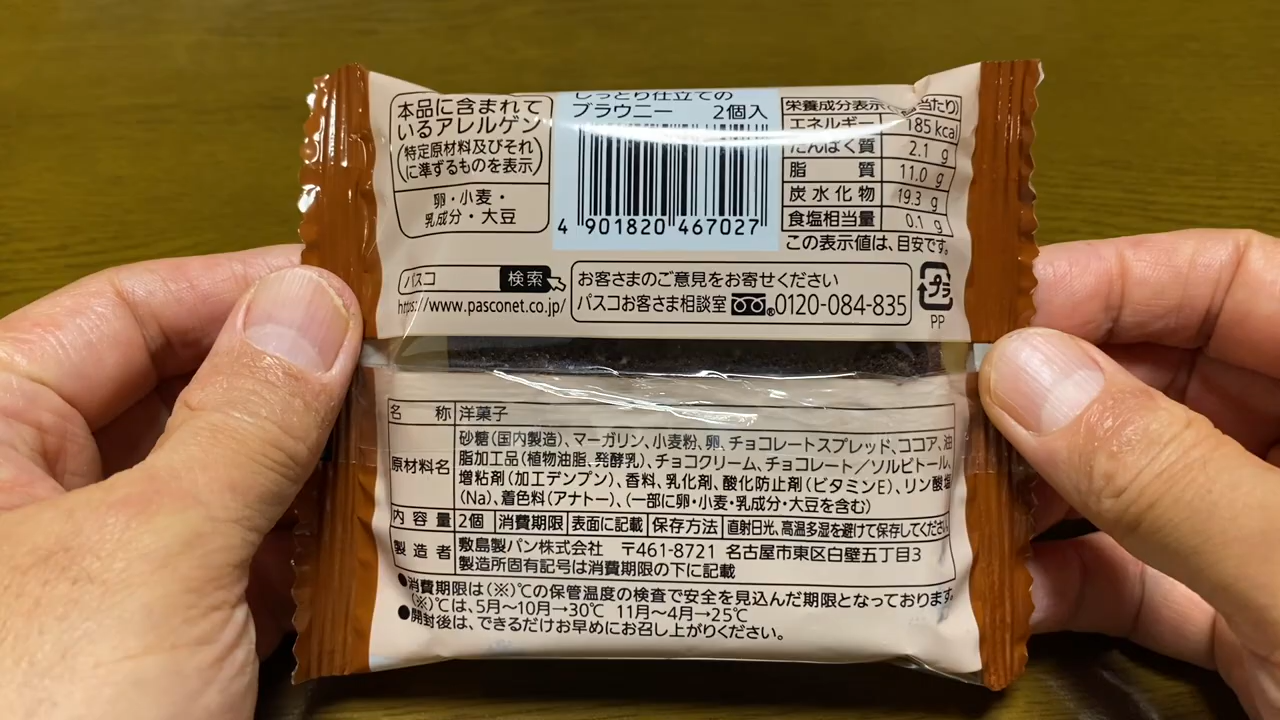 本品に含まれて
いるアレルゲン
(特定原材料及びそれ
に準ずるものを表示)
卵・小麦・
乳成分・大豆
しっとり仕立ての
ブラウニー 2個入
4 901820 467027
栄養成分表示 当たり)
エネルギー 185 kcal
たんぱく質 2.1 g
脂質 11.0 g
炭水化物 19.3 g
食塩相当量 0.1 g
この表示値は、目安です。
パスコ 検索
https://www.pasconet.co.jp/
お客さまのご意見をお寄せください
パスコお客さま相談室 ®0120-084-835
プラ
PP
名称 洋菓子
原材料名 砂糖(国内製造)、マーガリン、小麦粉、卵、チョコレートスプレッド、ココア、油
脂加工品(植物油脂、発酵乳)、チョコクリーム、チョコレート/ソルビトール、
増粘剤(加工デンプン)、香料、乳化剤、酸化防止剤(ビタミンE)、リン酸塩
(Na)、着色料(アナトー)、(一部に卵・小麦・乳成分・大豆を含む)
内容量 2個 消費期限 表面に記載 保存方法 直射日光、高温多湿を避けて保存してください。
製造者 敷島製パン株式会社 〒461-8721 名古屋市東区白壁五丁目3
製造所固有記号は消費期限の下に記載
●消費期限は(※)℃の保管温度の検査で安全を見込んだ期限となっております。
(※)℃は、5月〜10月→30℃ 11月〜4月→25℃
●開封後は、できるだけお早めにお召し上がりください。